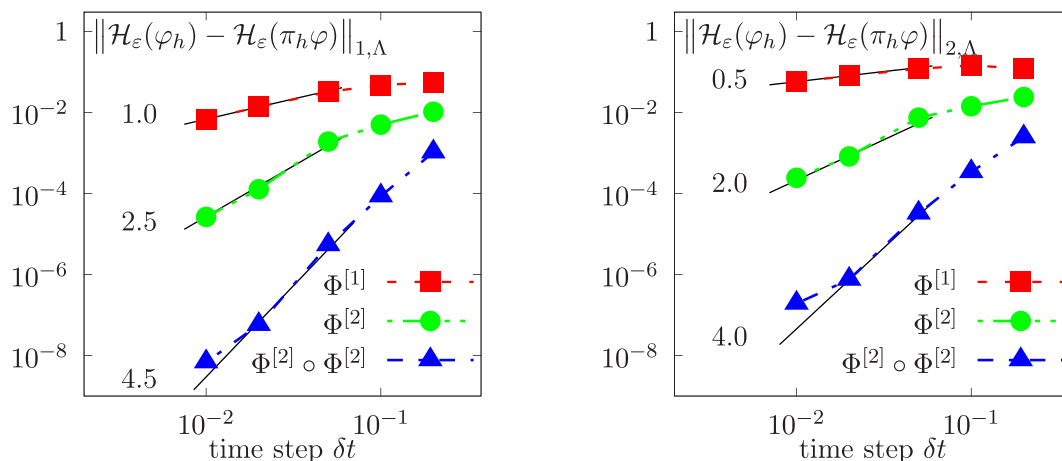 ‖ℋ_ε(φ_h) − ℋ_ε(π_hφ)‖_{1,Λ}
1
10^{−2}
10^{−4}
10^{−6}
10^{−8}
1.0
2.5
4.5
Φ^{[1]}
Φ^{[2]}
Φ^{[2]} ∘ Φ^{[2]}
10^{−2} 10^{−1}
time step δt
‖ℋ_ε(φ_h) − ℋ_ε(π_hφ)‖_{2,Λ}
1
10^{−2}
10^{−4}
10^{−6}
10^{−8}
0.5
2.0
4.0
Φ^{[1]}
Φ^{[2]}
Φ^{[2]} ∘ Φ^{[2]}
10^{−2} 10^{−1}
time step δt